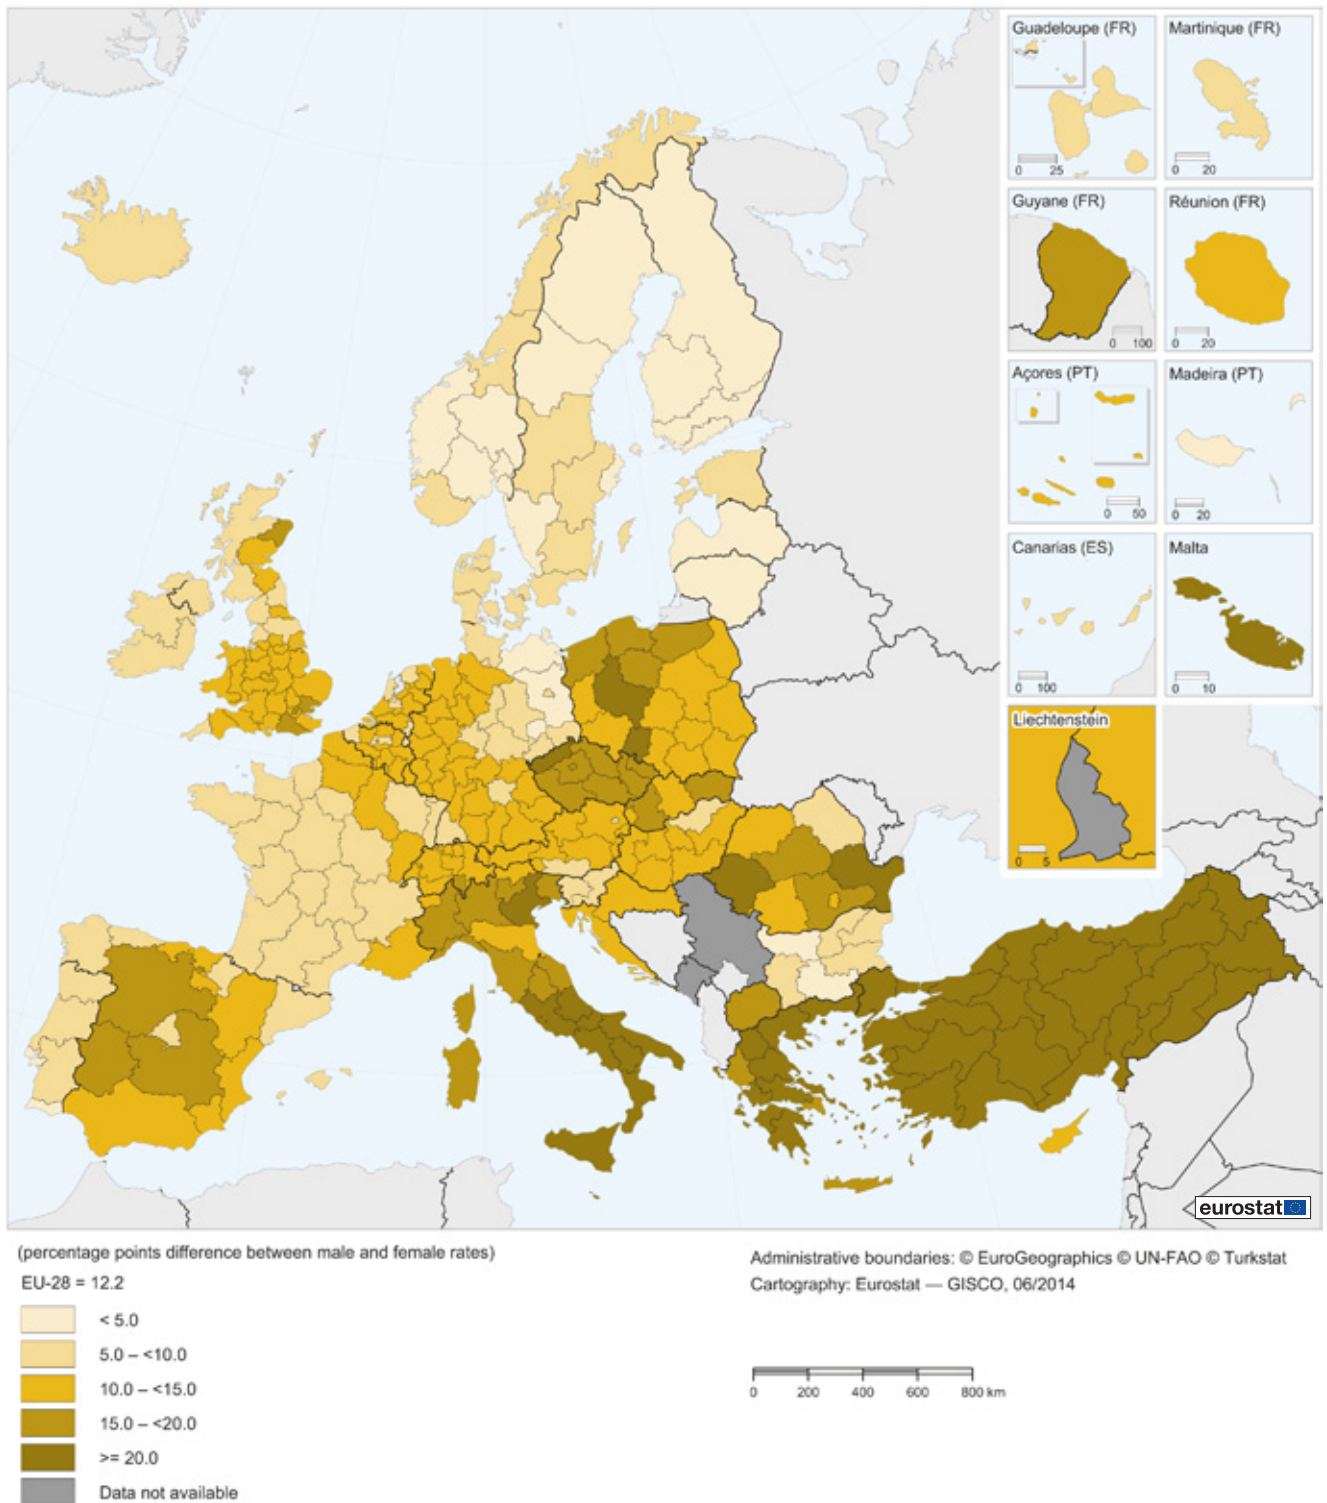 Guadeloupe (FR)
Martinique (FR)
0 25
0 20
Guyane (FR)
Réunion (FR)
0 100
0 20
Açores (PT)
Madeira (PT)
0 50
0 20
Canarias (ES)
Malta
0 100
0 10
Liechtenstein
0 5
eurostat
(percentage points difference between male and female rates)
EU-28 = 12.2
< 5.0
5.0 – <10.0
10.0 – <15.0
15.0 – <20.0
>= 20.0
Data not available
Administrative boundaries: © EuroGeographics © UN-FAO © Turkstat
Cartography: Eurostat — GISCO, 06/2014
0 200 400 600 800 km